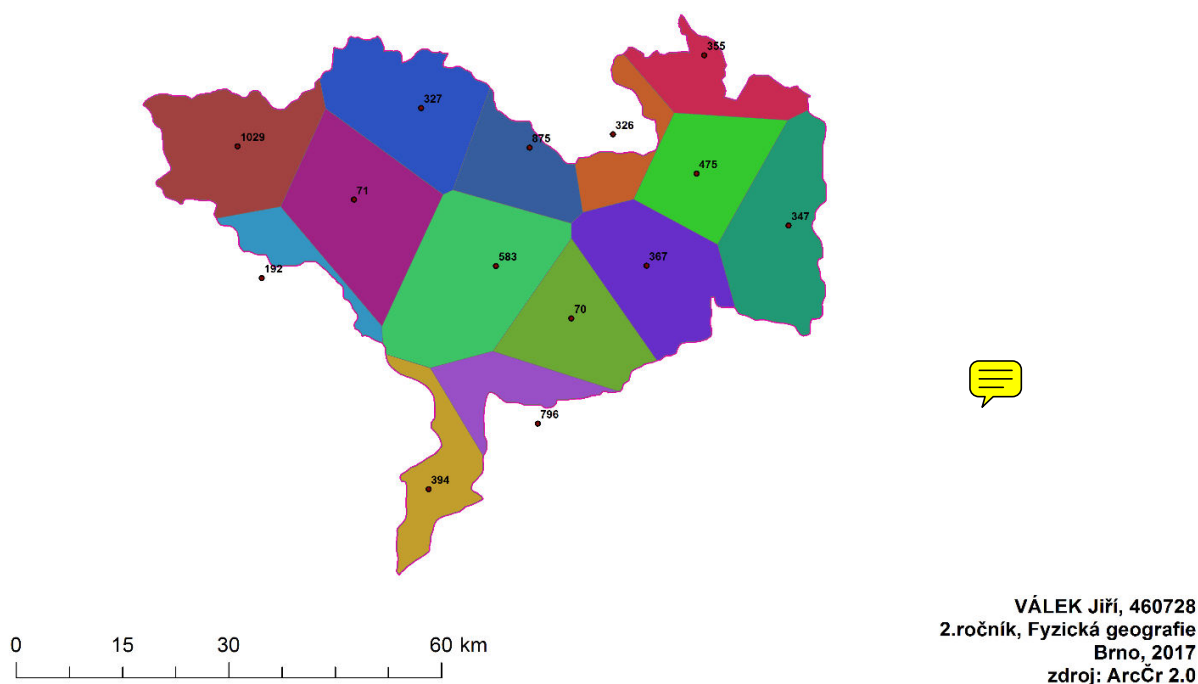 355
327
326
1029
875
475
71
347
583
367
192
70
796
394
0 15 30 60 km
VÁLEK Jiří, 460728
2.ročník, Fyzická geografie
Brno, 2017
zdroj: ArcČr 2.0